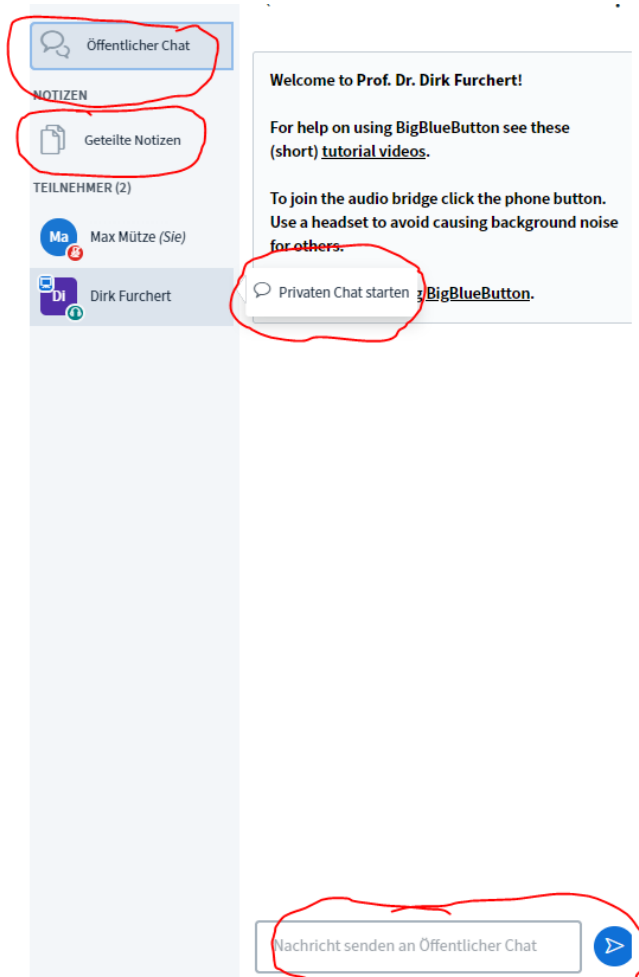 Öffentlicher Chat
NOTIZEN
Geteilte Notizen
TEILNEHMER (2)
Ma
Max Mütze (Sie)
Di
Dirk Furchert
Welcome to Prof. Dr. Dirk Furchert!
For help on using BigBlueButton see these
(short) tutorial videos.
To join the audio bridge click the phone button.
Use a headset to avoid causing background noise
for others.
Privaten Chat starten
BigBlueButton.
Nachricht senden an Öffentlicher Chat